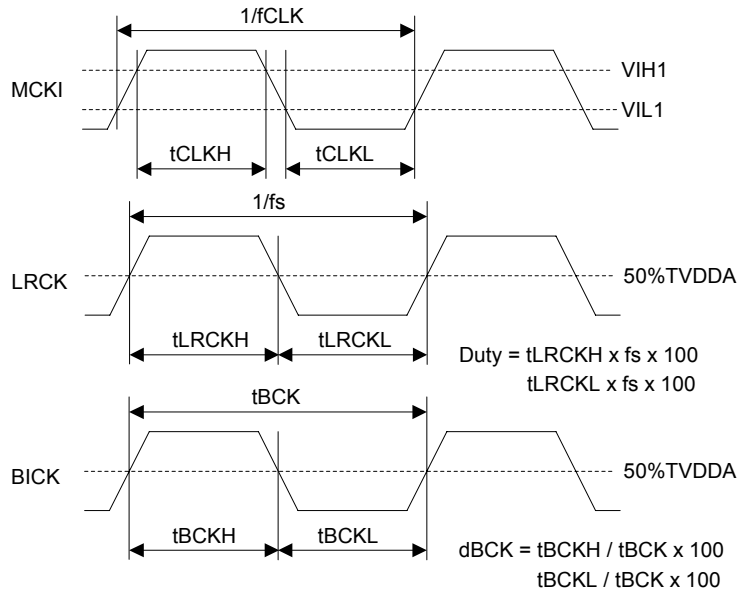 1/fCLK
MCKI
VIH1
VIL1
tCLKH
tCLKL
1/fs
LRCK
50%TVDDA
tLRCKH
tLRCKL
Duty = tLRCKH x fs x 100
tLRCKL x fs x 100
tBCK
BICK
50%TVDDA
tBCKH
tBCKL
dBCK = tBCKH / tBCK x 100
tBCKL / tBCK x 100